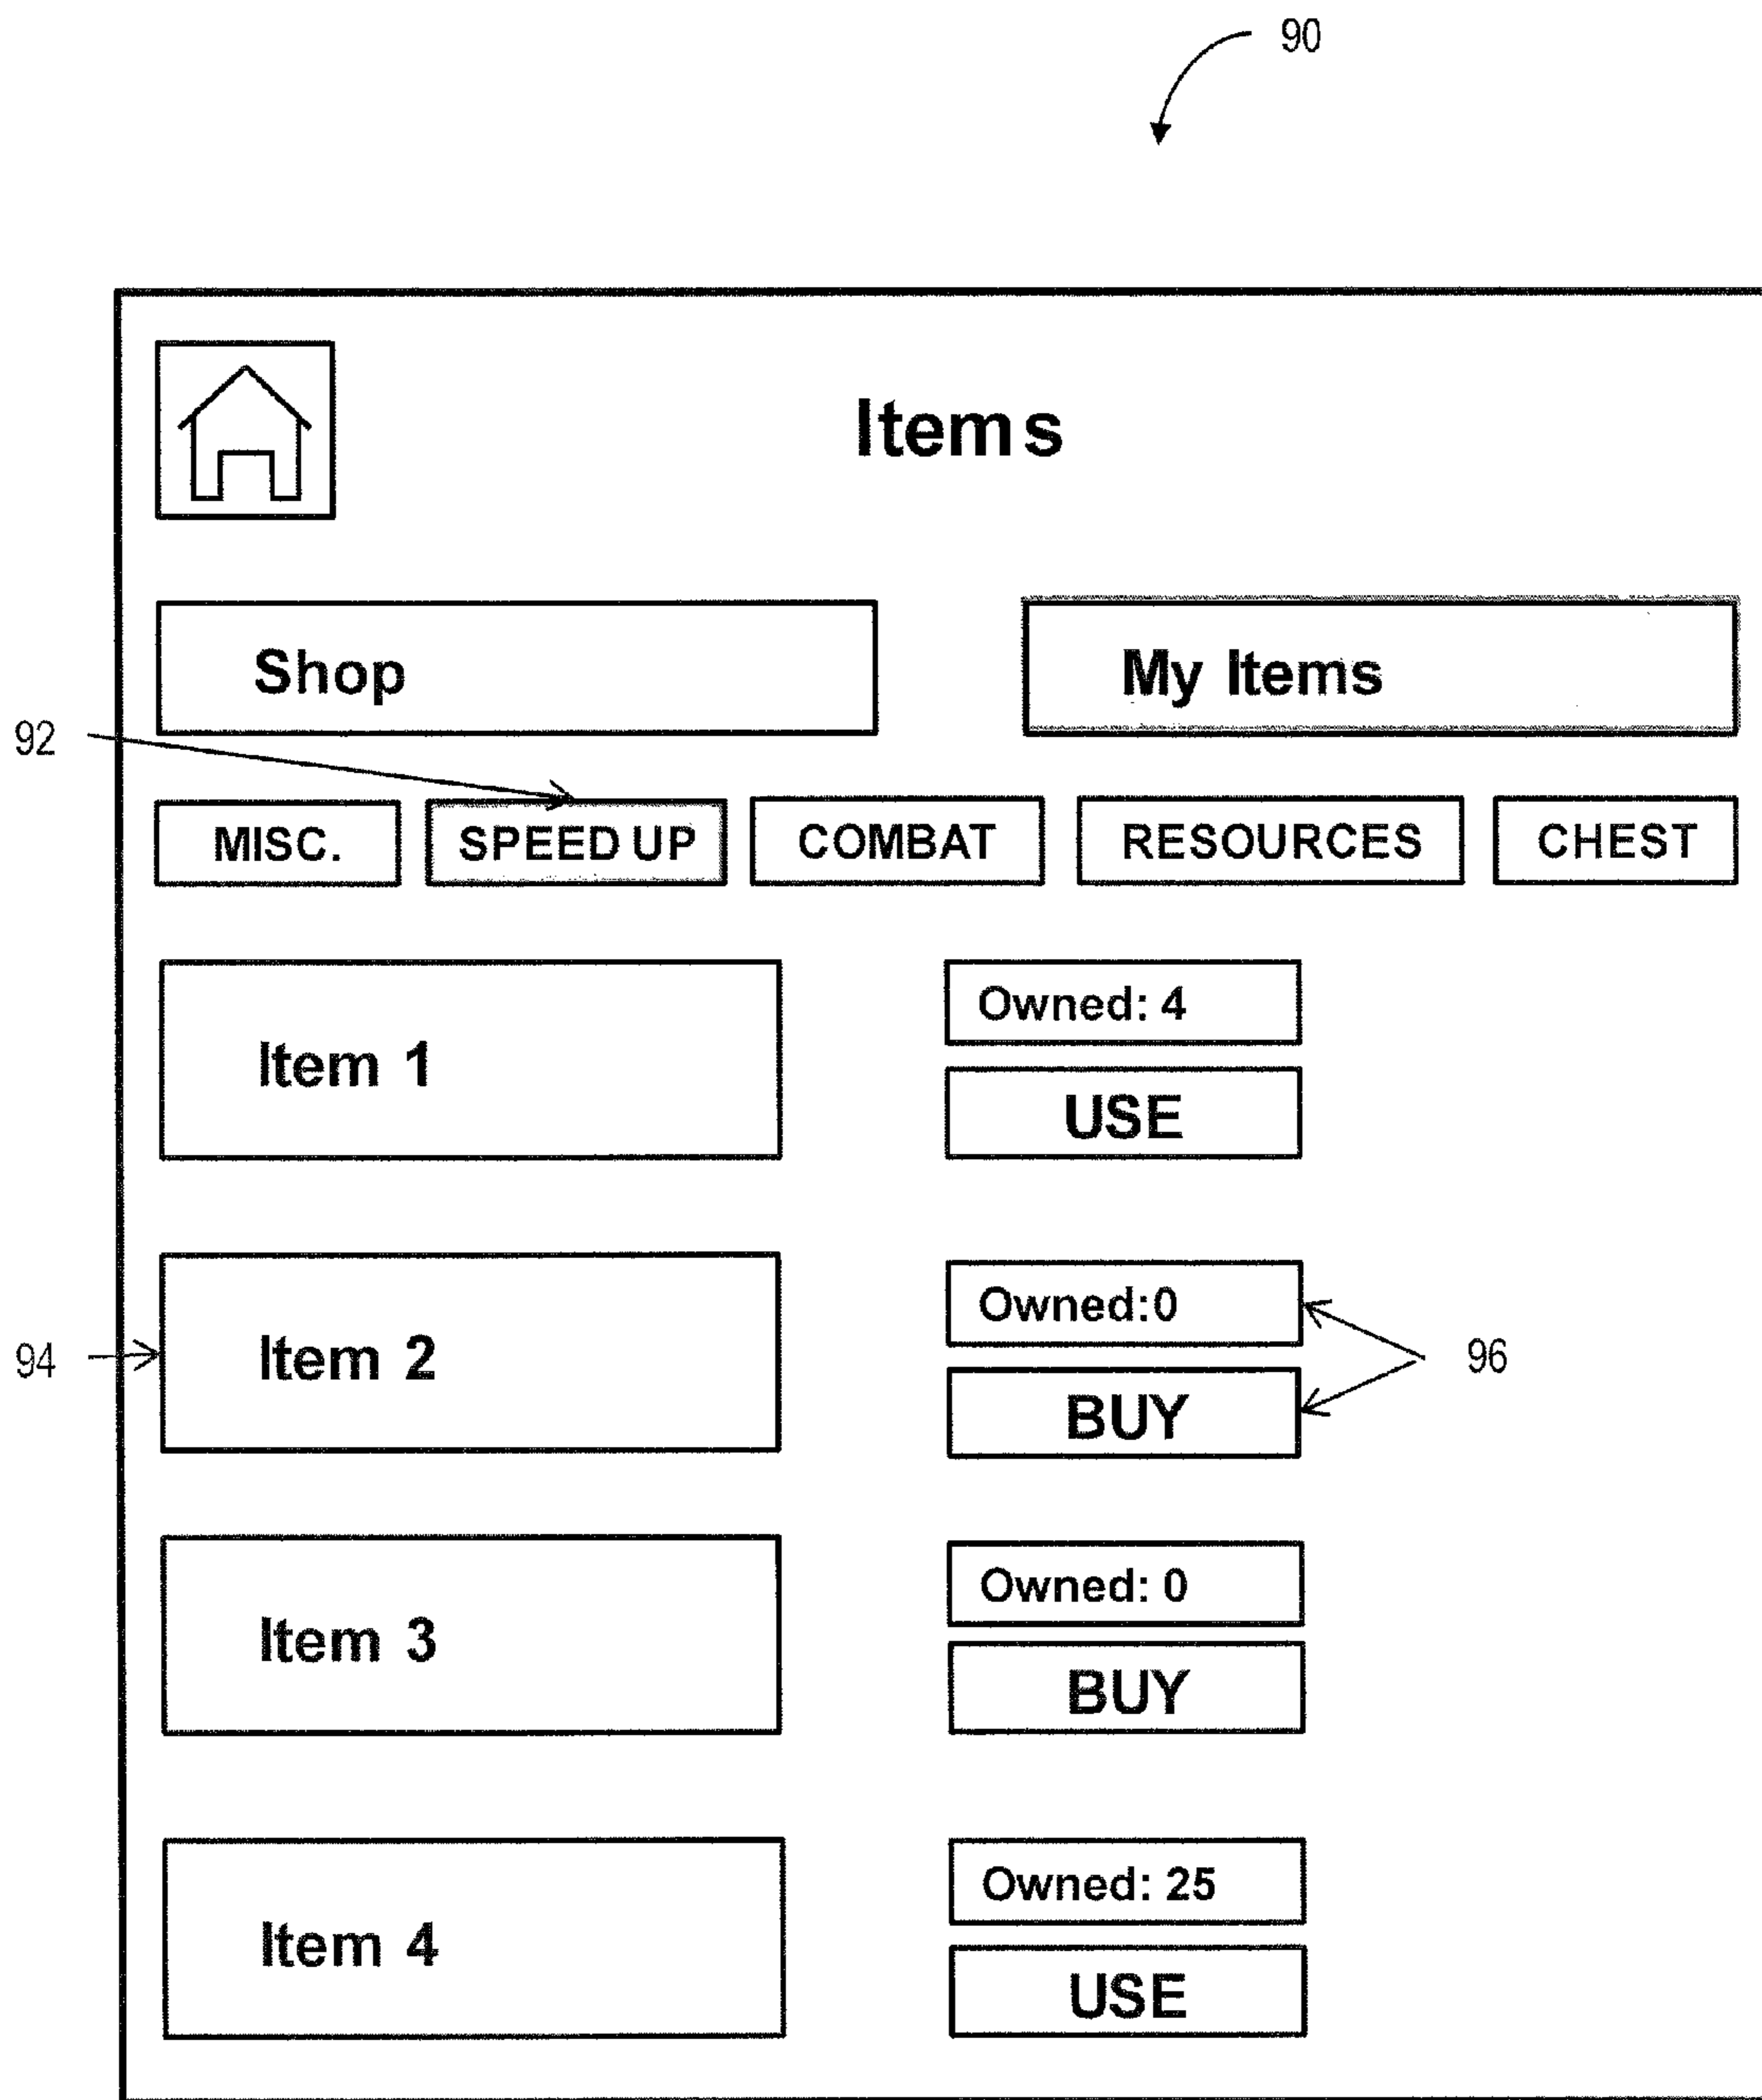 90
Items
Shop
My Items
92
MISC.
SPEED UP
COMBAT
RESOURCES
CHEST
Item 1
Owned: 4
USE
94
Item 2
Owned:0
BUY
96
Item 3
Owned: 0
BUY
Item 4
Owned: 25
USE